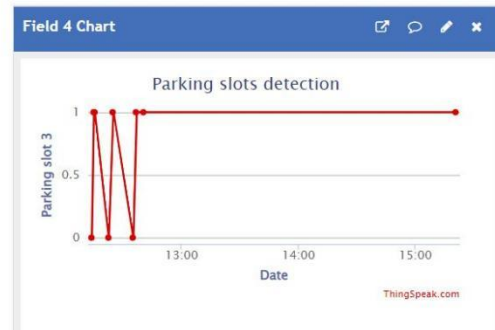 Field 4 Chart
Parking slots detection
Parking slot 3
1
0.5
0
13:00
14:00
15:00
Date
ThingSpeak.com